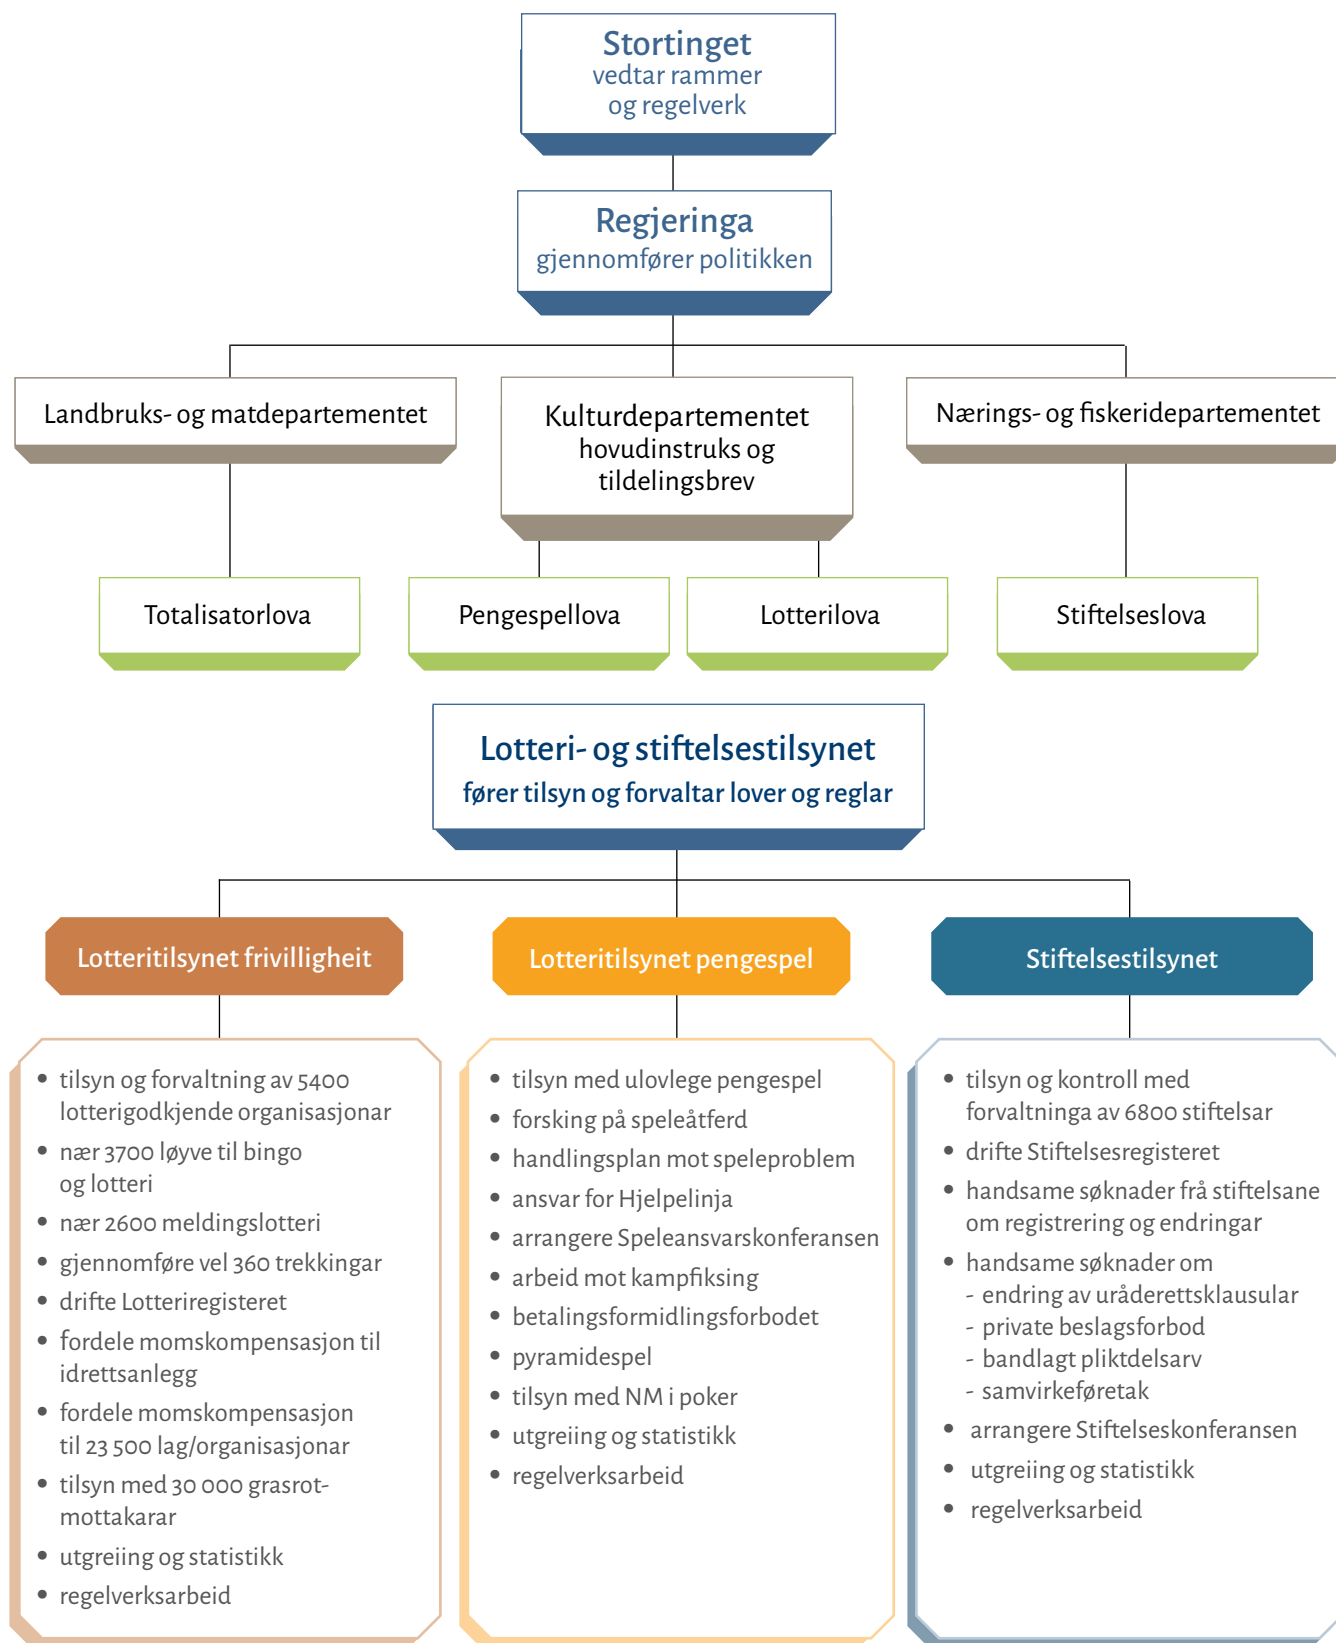 Stortinget
vedtar rammer
og regelverk
Regjeringa
gjennomfører politikken
Landbruks- og matdepartementet
Kulturdepartementet
hovudinstruks og
tildelingsbrev
Nærings- og fiskeridepartementet
Totalisatorlova
Pengespellova
Lotterilova
Stiftelseslova
Lotteri- og stiftelsestilsynet
fører tilsyn og forvaltar lover og reglar
Lotteritilsynet frivilligheit
• tilsyn og forvaltning av 5400
lotterigodkjende organisasjonar
• nær 3700 løyve til bingo
og lotteri
• nær 2600 meldingslotteri
• gjennomføre vel 360 trekkingar
• drifte Lotteriregisteret
• fordele momskompensasjon til
idrettsanlegg
• fordele momskompensasjon
til 23 500 lag/organisasjonar
• tilsyn med 30 000 grasrot-
mottakarar
• utgreiing og statistikk
• regelverksarbeid
Lotteritilsynet pengespel
• tilsyn med ulovlege pengespel
• forsking på speleåtferd
• handlingsplan mot speleproblem
• ansvar for Hjelpelinja
• arrangere Speleansvarskonferansen
• arbeid mot kampfiksing
• betalingsformidlingsforbodet
• pyramidespel
• tilsyn med NM i poker
• utgreiing og statistikk
• regelverksarbeid
Stiftelsestilsynet
• tilsyn og kontroll med
forvaltninga av 6800 stiftelsar
• drifte Stiftelsesregisteret
• handsame søknader frå stiftelsane
om registrering og endringar
• handsame søknader om
- endring av uråderettsklausular
- private beslagsforbod
- bandlagt pliktdelsarv
- samvirkeføretak
• arrangere Stiftelseskonferansen
• utgreiing og statistikk
• regelverksarbeid